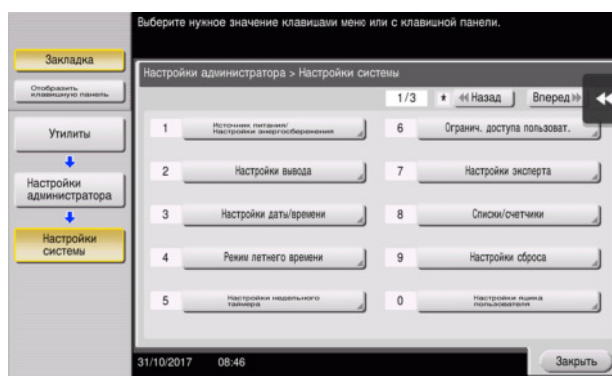 Выберите нужное значение клавишами меню или с клавишной панели.
Закладка
Отобразить
клавишную панель
Утилиты
Настройки
администратора
Настройки
системы
Настройки администратора > Настройки системы
1/3 * Назад Вперед
1 Источник питания/
Настройки энергосбережения
6 Огранич. доступа пользоват.
2 Настройки вывода
7 Настройки эксперта
3 Настройки даты/времени
8 Списки/счетчики
4 Режим летнего времени
9 Настройки сброса
5 Настройки недельного
таймера
0 Настройки ящика
пользователя
31/10/2017 08:46
Закрыть